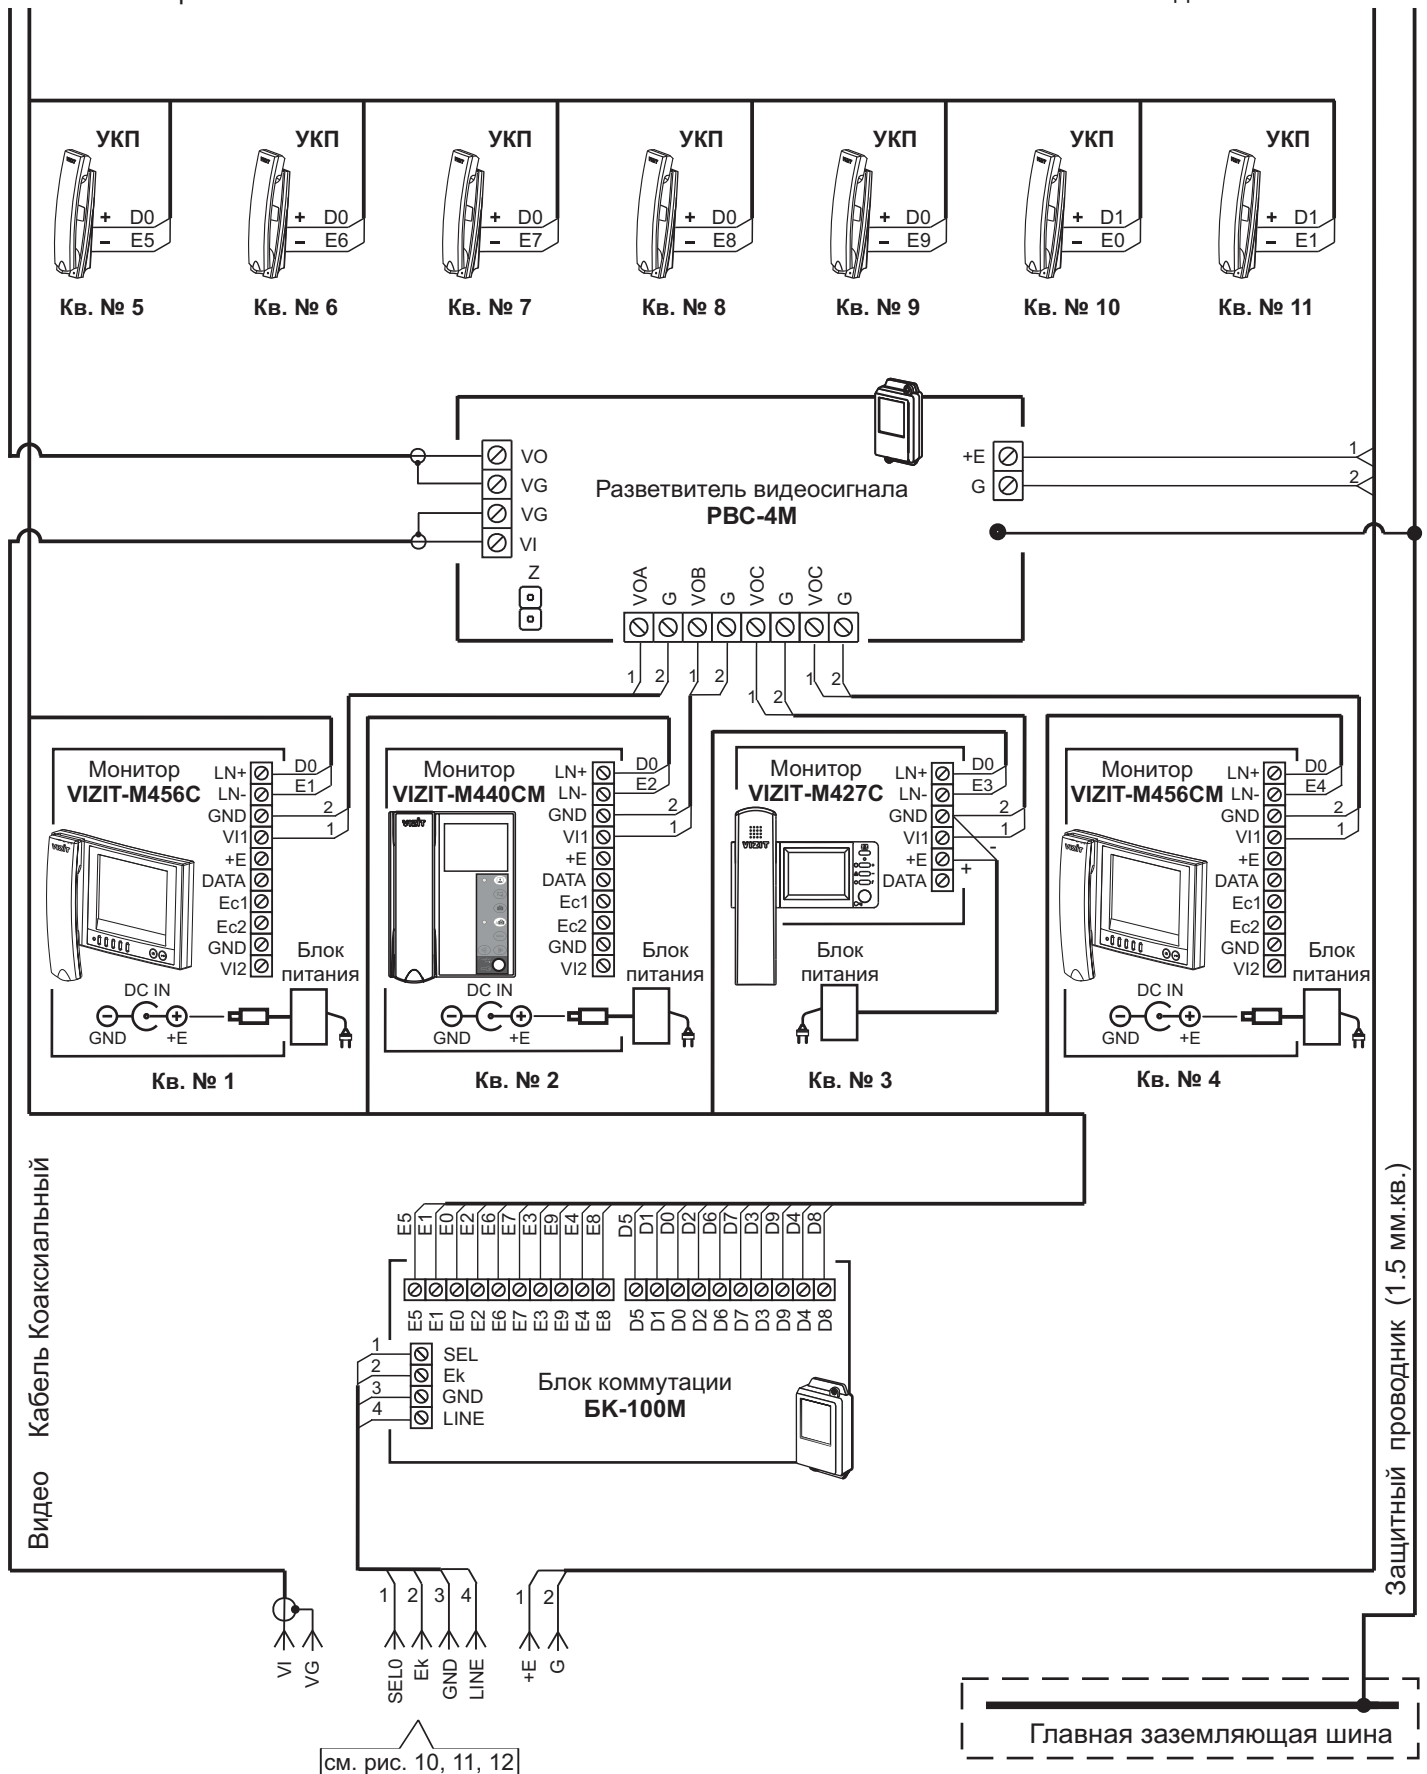 УКП УКП УКП УКП УКП УКП УКП
+ D0 + D0 + D0 + D0 + D0 + D1 + D1
– E5 – E6 – E7 – E8 – E9 – E0 – E1
Кв. № 5 Кв. № 6 Кв. № 7 Кв. № 8 Кв. № 9 Кв. № 10 Кв. № 11
VO
VG
VG
VI
Z
Разветвитель видеосигнала
РВС-4М
+E 1
G 2
VOA G VOB G VOC G VOC G
1 2 1 2 1 2 1 2
Монитор
VIZIT-M456C
LN+ D0
LN- E1
GND 2
VI1 1
+E
DATA
Ec1
Ec2
GND
VI2
Блок
питания
DC IN
GND +E
Кв. № 1
Монитор
VIZIT-M440CM
VIZIT
LN+ D0
LN- E2
GND 2
VI1 1
+E
DATA
Ec1
Ec2
GND
VI2
Блок
питания
DC IN
GND +E
Кв. № 2
Монитор
VIZIT-M427C
VIZIT
LN+ D0
LN- E3
GND 2
VI1 1
-
+E
+
DATA
Блок
питания
Кв. № 3
Монитор
VIZIT-M456CM
LN+ D0
LN- E4
GND 2
VI1 1
+E
DATA
Ec1
Ec2
GND
VI2
Блок
питания
DC IN
GND +E
Кв. № 4
Видео Кабель Коаксиальный
Защитный проводник (1.5 мм.кв.)
E5 E1 E0 E2 E6 E7 E3 E9 E4 E8 D5 D1 D0 D2 D6 D7 D3 D9 D4 D8
E5 E1 E0 E2 E6 E7 E3 E9 E4 E8 D5 D1 D0 D2 D6 D7 D3 D9 D4 D8
1 SEL
2 Ek
3 GND
4 LINE
Блок коммутации
БК-100М
1 2 3 4 1 2
VI VG SEL0 Ek GND LINE +E G
см. рис. 10, 11, 12
Главная заземляющая шина